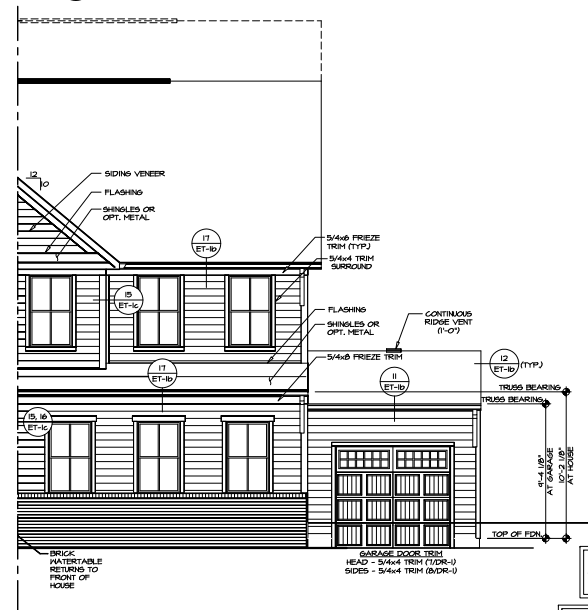 12
10
SIDING VENEER
FLASHING
SHINGLES OR
OPT. METAL
17
ET-1b
5/4x6 FRIEZE
TRIM (TYP.)
5/4x4 TRIM
SURROUND
15
ET-1c
FLASHING
SHINGLES OR
OPT. METAL
CONTINUOUS
RIDGE VENT
(1'-0")
5/4x8 FRIEZE TRIM
17
ET-1b
12
ET-1b
(TYP.)
11
ET-1b
TRUSS BEARING
TRUSS BEARING
15, 16
ET-1c
9'-4 1/8"
AT GARAGE
10'-2 1/8"
AT HOUSE
TOP OF FDN.
BRICK
WATERTABLE
RETURNS TO
FRONT OF
HOUSE
GARAGE DOOR TRIM
HEAD - 5/4x4 TRIM (7/DR-1)
SIDES - 5/4x4 TRIM (8/DR-1)